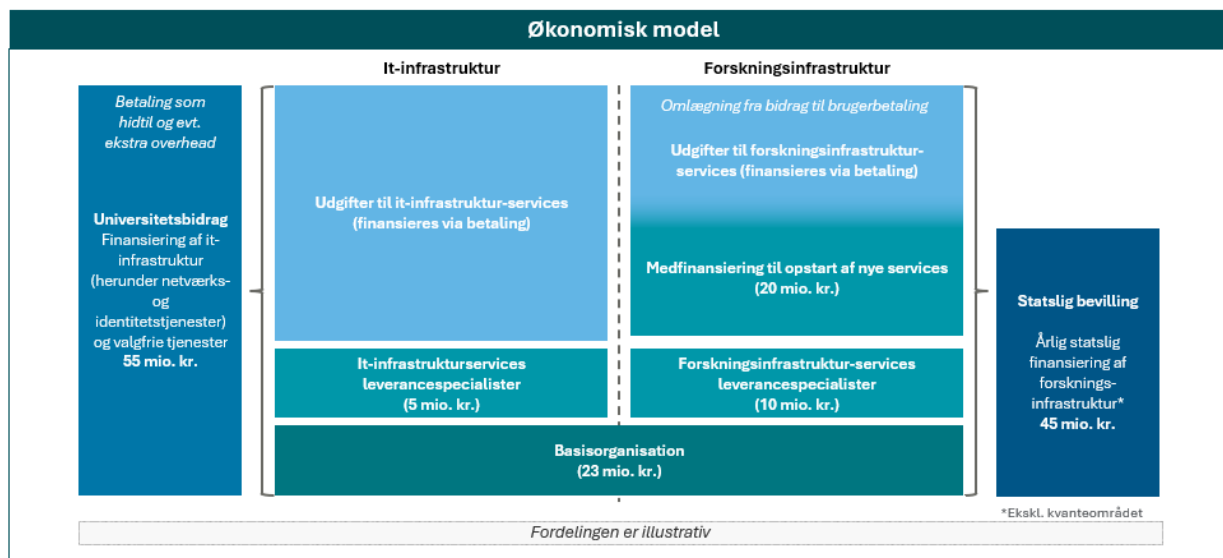 Økonomisk model
It-infrastruktur
Forskningsinfrastruktur
Betaling som
hidtil og evt.
ekstra overhead
Universitetsbidrag
Finansiering af it-
infrastruktur
(herunder netværks-
og
identitetstjenester)
og valgfrie tjenester
55 mio. kr.
Udgifter til it-infrastruktur-services
(finansieres via betaling)
Omlægning fra bidrag til brugerbetaling
Udgifter til forskningsinfrastruktur-
services (finansieres via betaling)
Medfinansiering til opstart af nye services
(20 mio. kr.)
It-infrastrukturservices
leverancespecialister
(5 mio. kr.)
Forskningsinfrastruktur-services
leverancespecialister
(10 mio. kr.)
Basisorganisation
(23 mio. kr.)
Statslig bevilling
Årlig statslig
finansiering af
forsknings-
infrastruktur*
45 mio. kr.
*Ekskl. kvanteområdet
Fordelingen er illustrativ